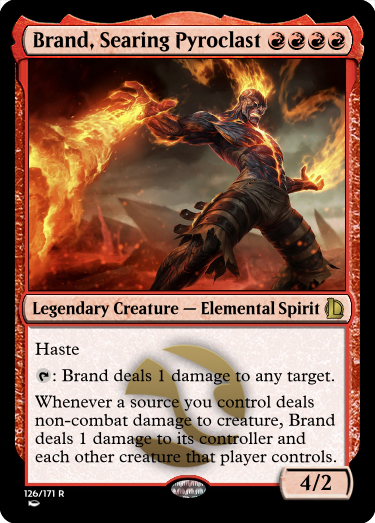 Brand, Searing Pyroclast
Legendary Creature — Elemental Spirit
Haste
: Brand deals 1 damage to any target.
Whenever a source you control deals
non-combat damage to creature, Brand
deals 1 damage to its controller and
each other creature that player controls.
4/2
126/171 R